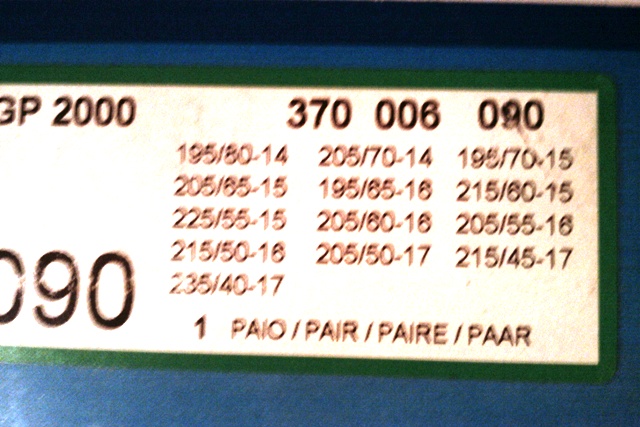 GP 2000 370 006 090
195/80-14 205/70-14 195/70-15
205/65-15 195/65-16 215/60-15
225/55-15 205/60-16 205/55-16
215/50-16 205/50-17 215/45-17
235/40-17
090
1 PAIO / PAIR / PAIRE / PAAR